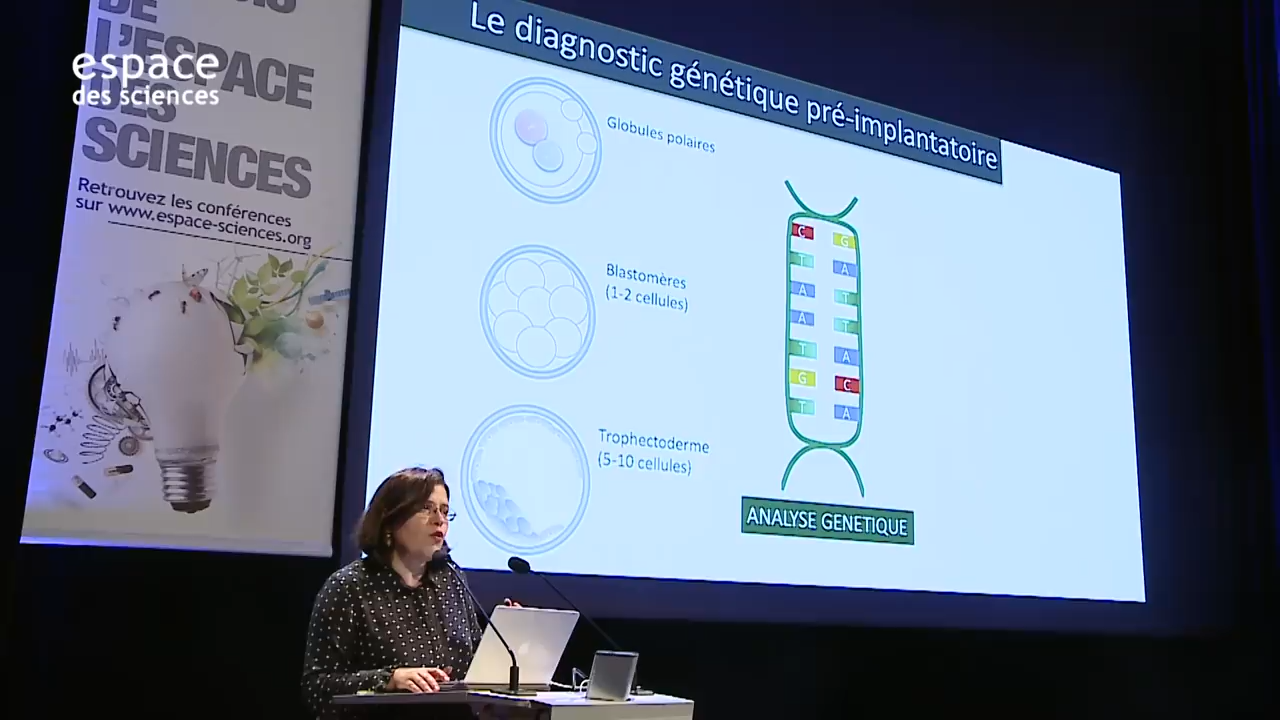 DE
L'ESPACE
DES
SCIENCES
espace
des sciences
Retrouvez les conférences
sur www.espace-sciences.org
Le diagnostic génétique pré-implantatoire
Globules polaires
Blastomères
(1-2 cellules)
Trophectoderme
(5-10 cellules)
C G
T A
A T
A T
T A
G C
T A
ANALYSE GENETIQUE